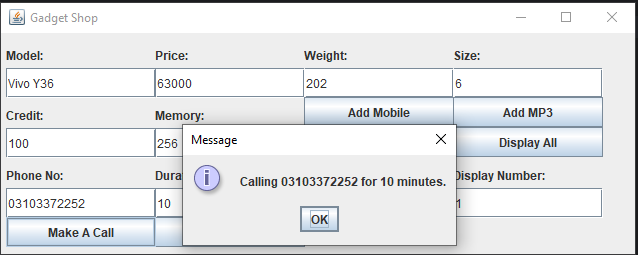 Gadget Shop
Model: Price: Weight: Size:
Vivo Y36 63000 202 6
Credit: Memory: Add Mobile Add MP3
100 256 Display All
Message
Calling 03103372252 for 10 minutes.
OK
Phone No: Display Number:
03103372252 10 1
Make A Call